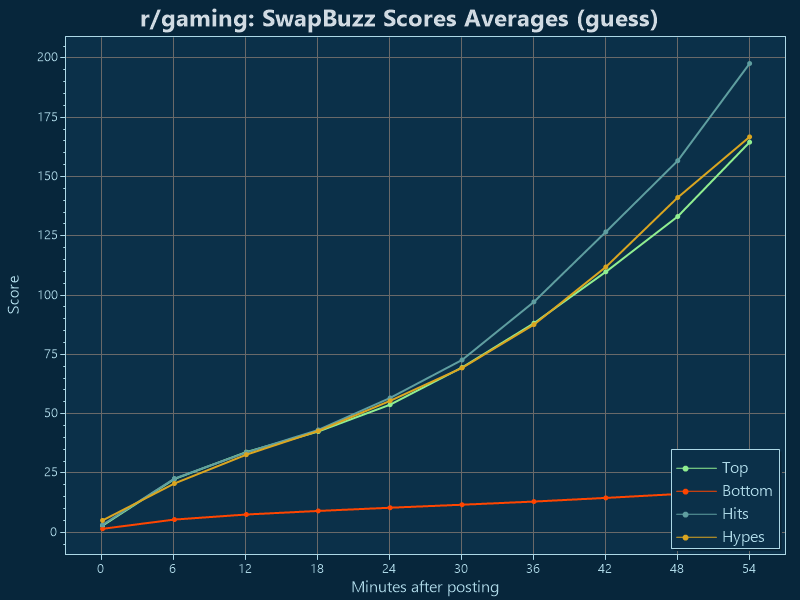 r/gaming: SwapBuzz Scores Averages (guess)
200
175
150
125
100
75
50
25
0
Score
0 6 12 18 24 30 36 42 48 54
Minutes after posting
Top
Bottom
Hits
Hypes